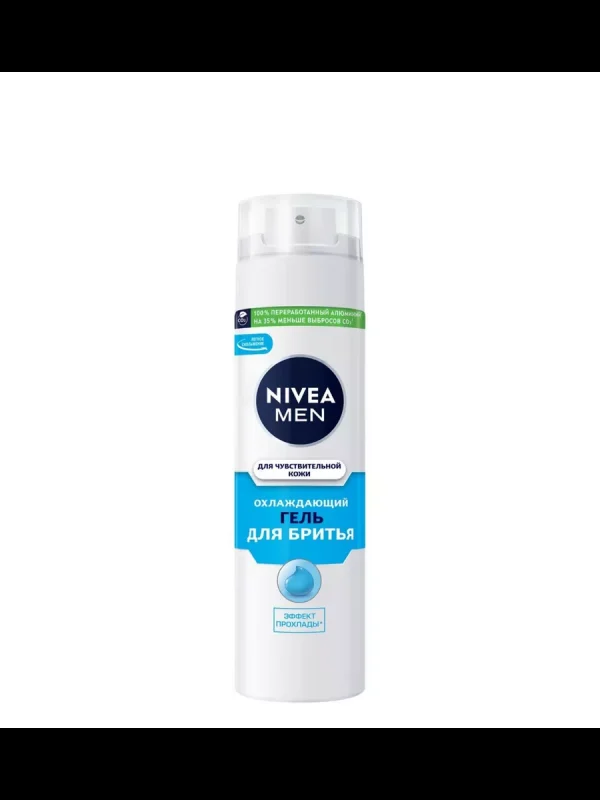 100% ПЕРЕРАБОТАННЫЙ АЛЮМИНИЙ
CO₂
НА 35% МЕНЬШЕ ВЫБРОСОВ CO₂
NIVEA
MEN
ДЛЯ ЧУВСТВИТЕЛЬНОЙ
КОЖИ
ОХЛАЖДАЮЩИЙ
ГЕЛЬ
ДЛЯ БРИТЬЯ
ЭФФЕКТ
ПРОХЛАДЫ*